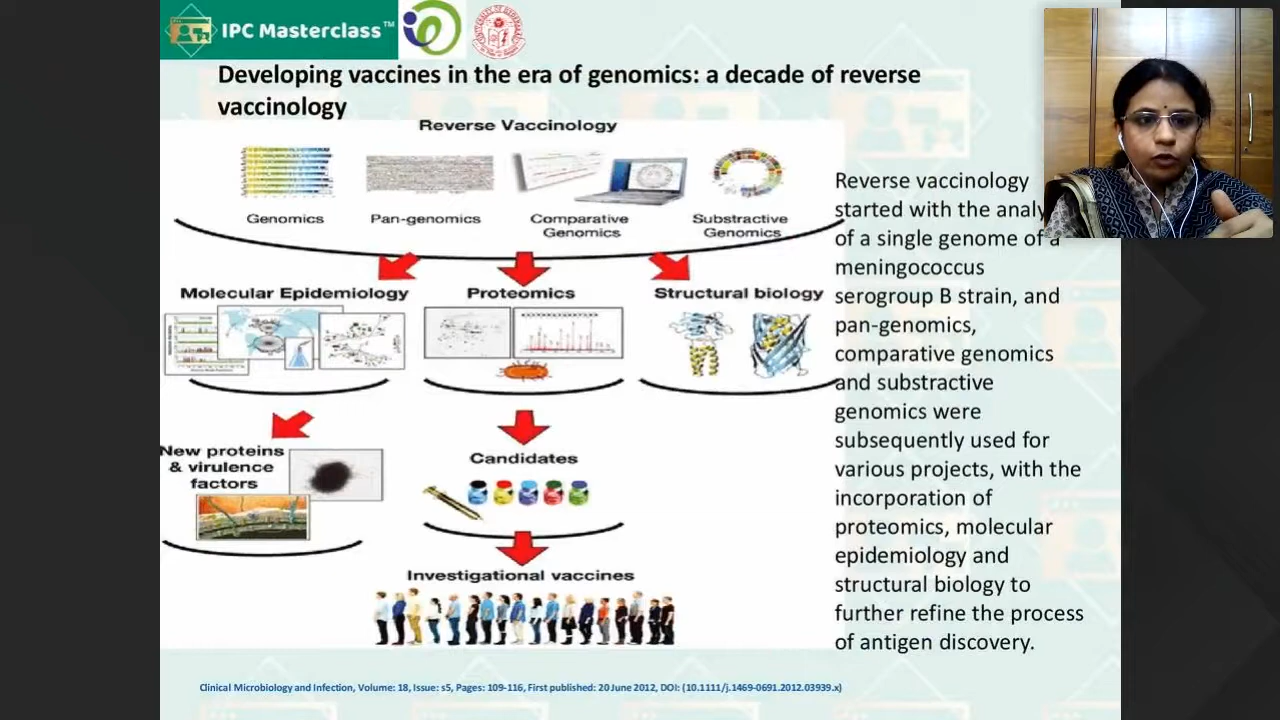 IPC Masterclass™
Developing vaccines in the era of genomics: a decade of reverse
vaccinology
Reverse Vaccinology
Genomics
Pan-genomics
Comparative
Genomics
Substractive
Genomics
Molecular Epidemiology
Proteomics
Structural biology
New proteins
& virulence
factors
Candidates
Investigational vaccines
Reverse vaccinology
started with the analy
of a single genome of a
meningococcus
serogroup B strain, and
pan-genomics,
comparative genomics
and substractive
genomics were
subsequently used for
various projects, with the
incorporation of
proteomics, molecular
epidemiology and
structural biology to
further refine the process
of antigen discovery.
Clinical Microbiology and Infection, Volume: 18, Issue: s5, Pages: 109-116, First published: 20 June 2012, DOI: (10.1111/j.1469-0691.2012.03939.x)